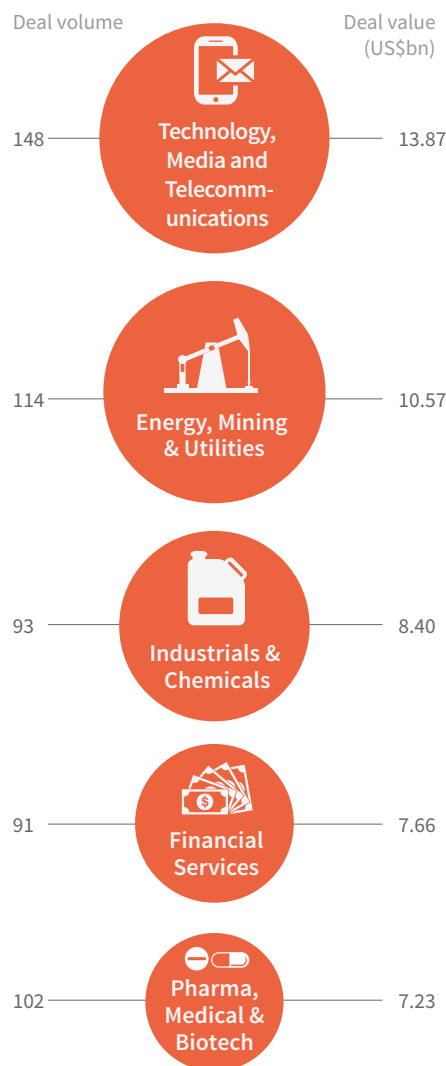 Deal volume
Deal value
(US$bn)
148
Technology,
Media and
Telecomm-
unications
13.87
114
Energy, Mining
& Utilities
10.57
93
Industrials &
Chemicals
8.40
$
91
Financial
Services
7.66
102
Pharma,
Medical &
Biotech
7.23